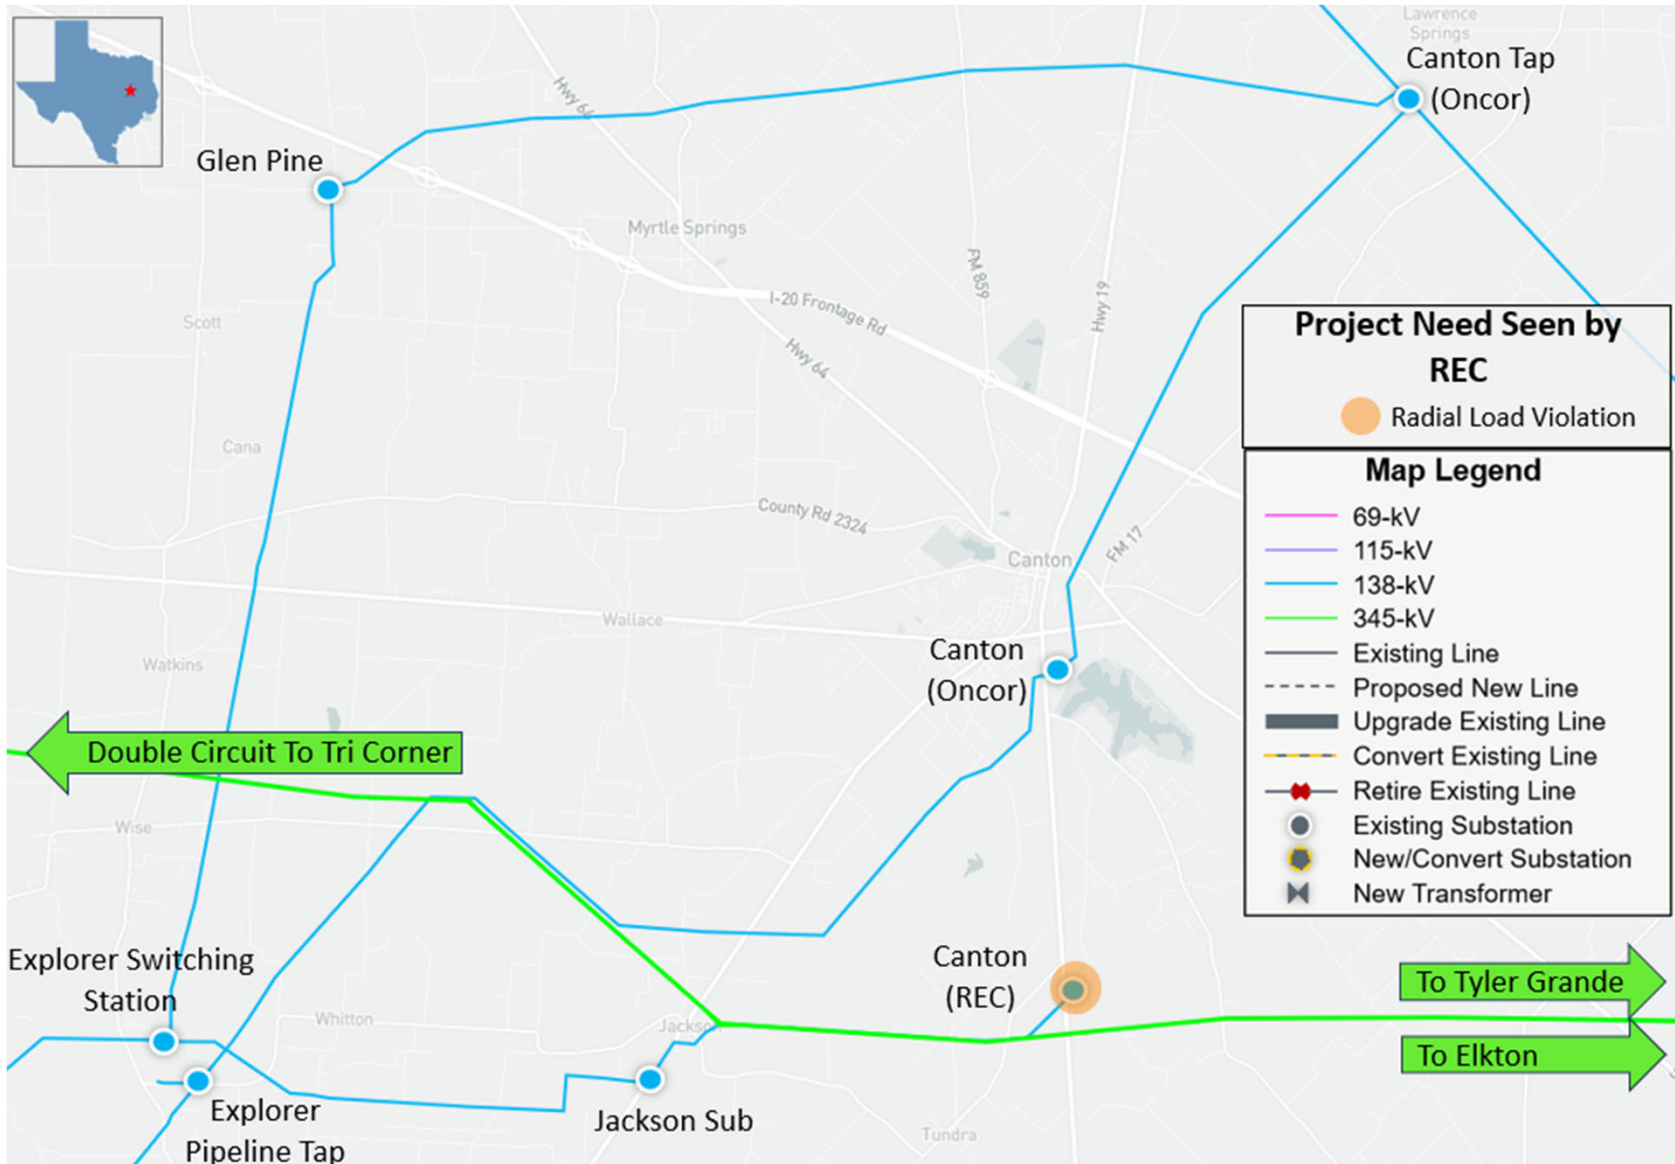 Lawrence
Springs
Canton Tap
(Oncor)
Hwy 64
Glen Pine
Myrtle Springs
FM 859
Hwy 19
I-20 Frontage Rd
Scott
Hwy 64
Project Need Seen by
REC
Radial Load Violation
Cana
Map Legend
69-kV
115-kV
138-kV
345-kV
Existing Line
Proposed New Line
Upgrade Existing Line
Convert Existing Line
Retire Existing Line
Existing Substation
New/Convert Substation
New Transformer
County Rd 2324
Canton
FM 17
Wallace
Canton
(Oncor)
Watkins
Double Circuit To Tri Corner
Wise
Explorer Switching
Station
Canton
(REC)
To Tyler Grande
Whitton
To Elkton
Jackson Sub
Explorer
Pipeline Tap
Tundra